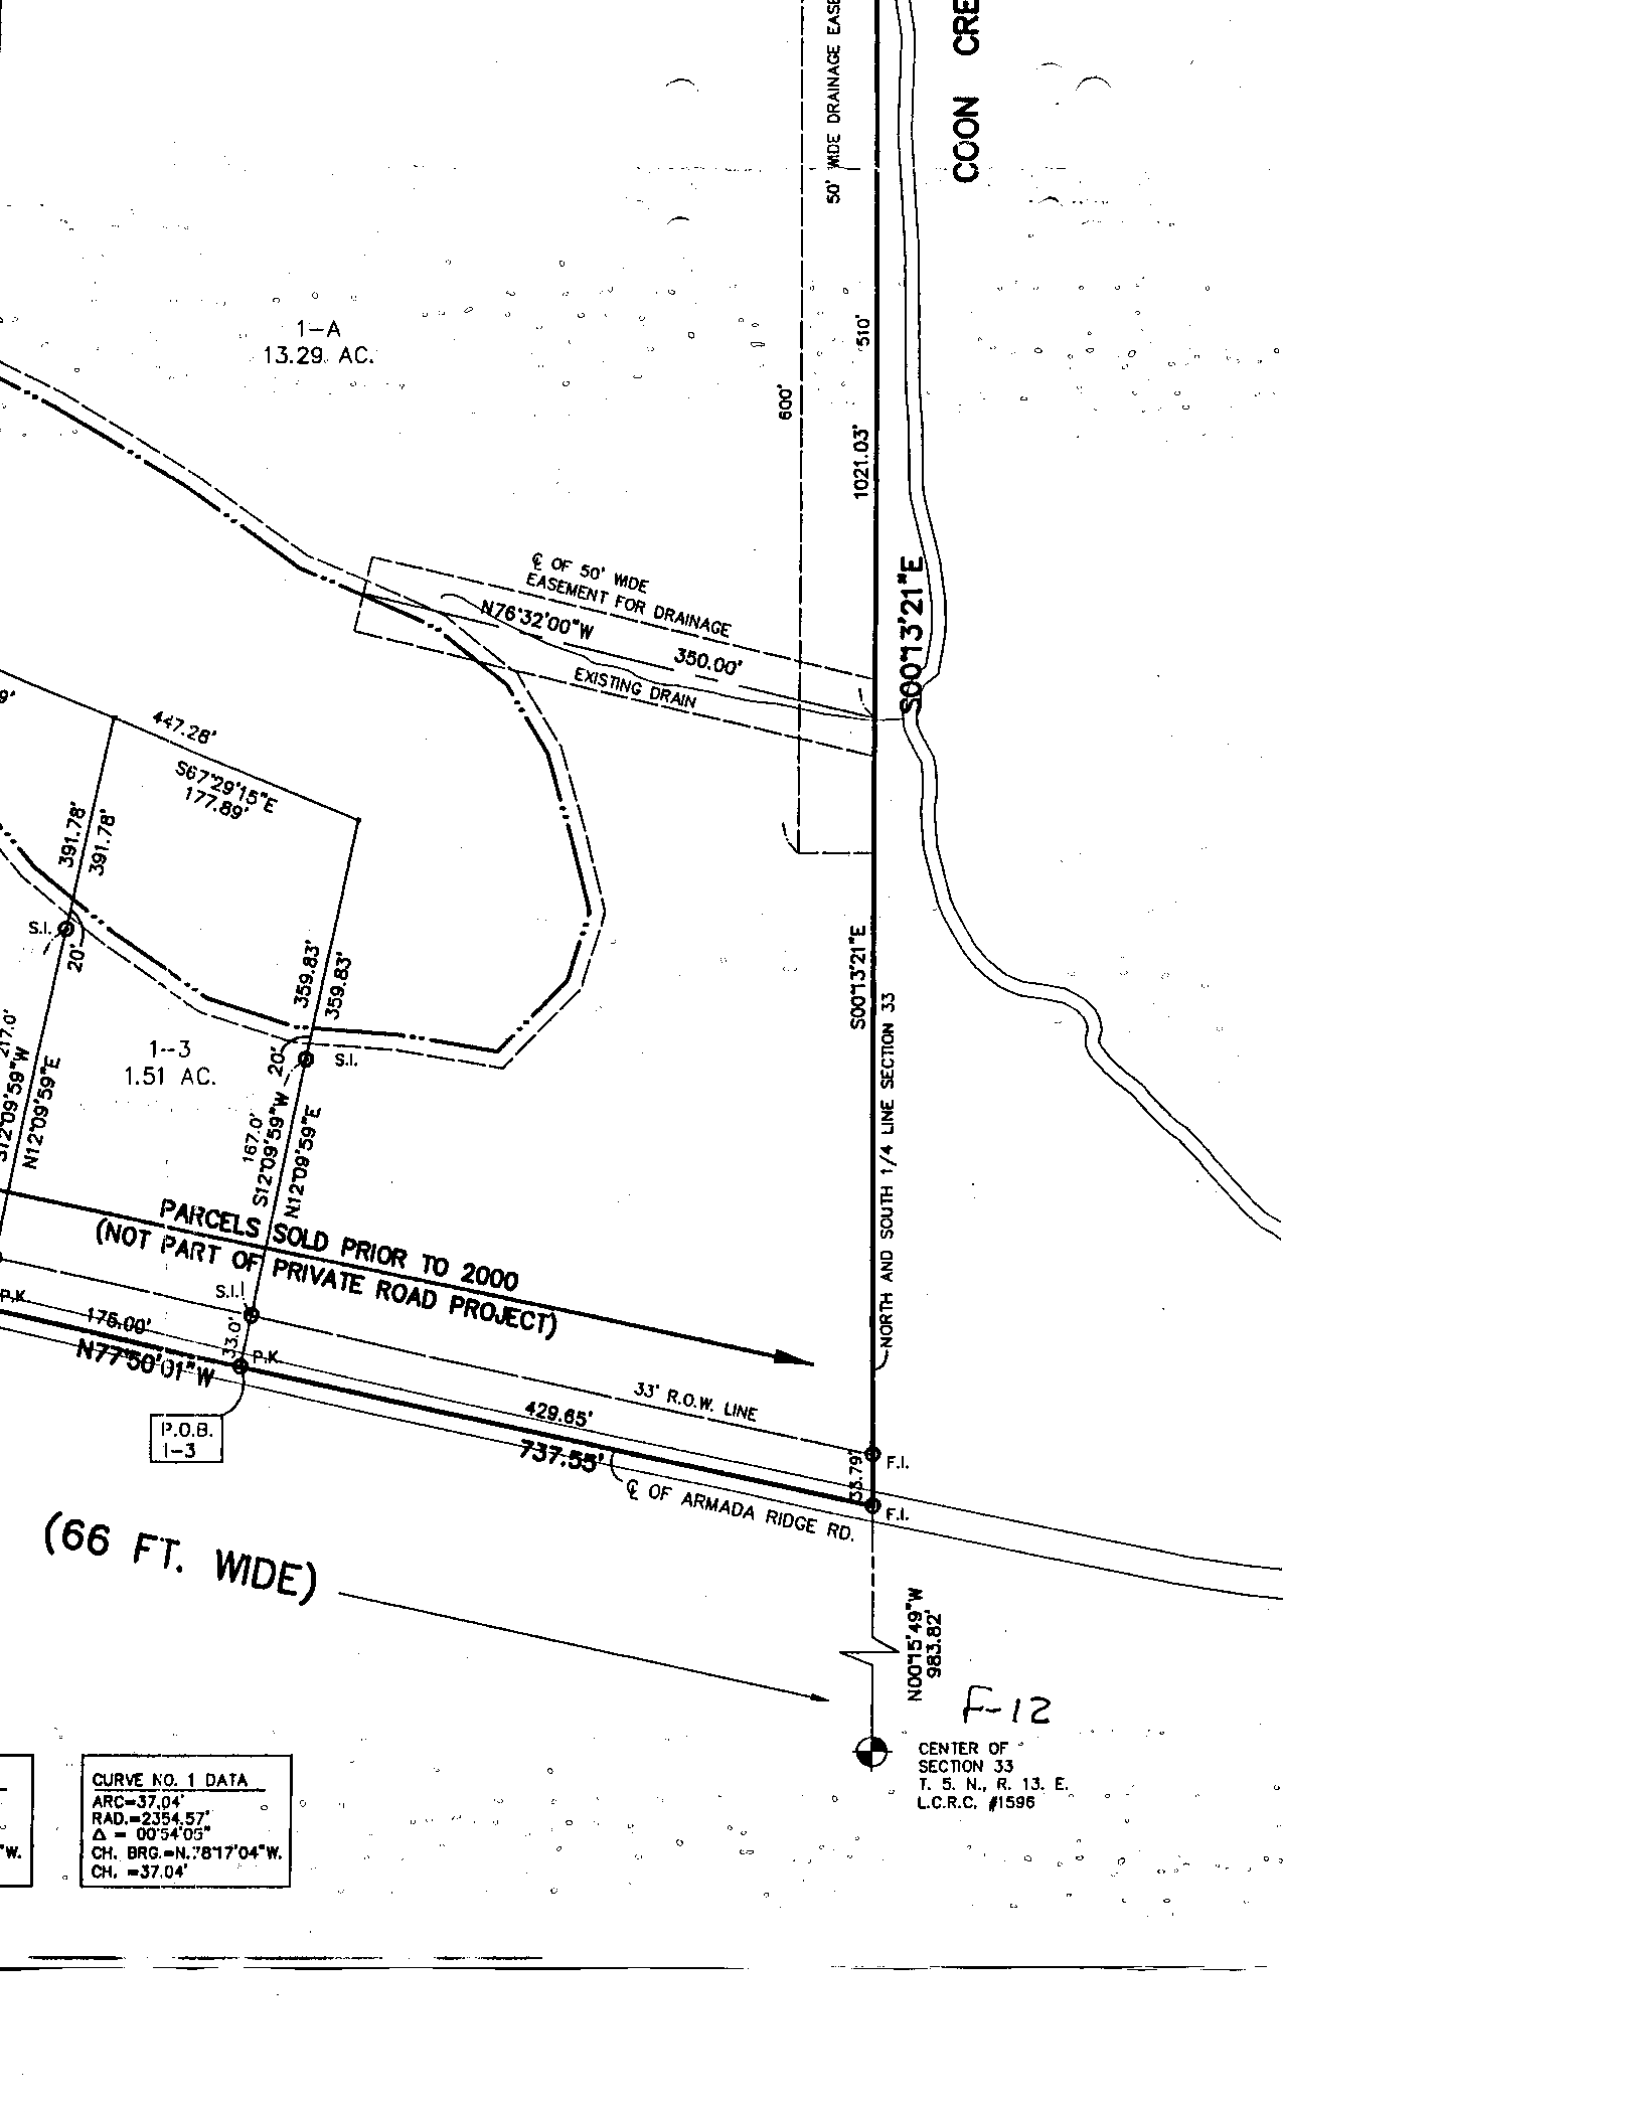 COON CRE
50' WIDE DRAINAGE EASE
1-A
13.29 AC.
510'
600'
1021.03'
S00°13'21"E
℄ OF 50' WIDE
EASEMENT FOR DRAINAGE
N76°32'00"W
350.00'
EXISTING DRAIN
9'
447.28'
S67°29'15"E
177.89'
391.78'
391.78'
S.I.
20'
359.83'
359.83'
S00°13'21"E
NORTH AND SOUTH 1/4 LINE SECTION 33
217.0'
S12°09'59"W
N12°09'59"E
1-3
1.51 AC.
20'
S.I.
167.0'
S12°09'59"W
N12°09'59"E
PARCELS SOLD PRIOR TO 2000
(NOT PART OF PRIVATE ROAD PROJECT)
S.I.
P.K.
175.00'
33.0'
P.K.
N77°50'01"W
33' R.O.W. LINE
429.65'
737.55'
P.O.B.
1-3
33.79'
F.I.
F.I.
℄ OF ARMADA RIDGE RD.
(66 FT. WIDE)
N00°15'49"W
983.82'
F-12
CENTER OF
SECTION 33
T. 5. N., R. 13. E.
L.C.R.C. #1596
"W.
CURVE NO. 1 DATA
ARC=37.04'
RAD.=2354.57'
Δ = 00°54'05"
CH. BRG.=N.78°17'04"W.
CH. =37.04'